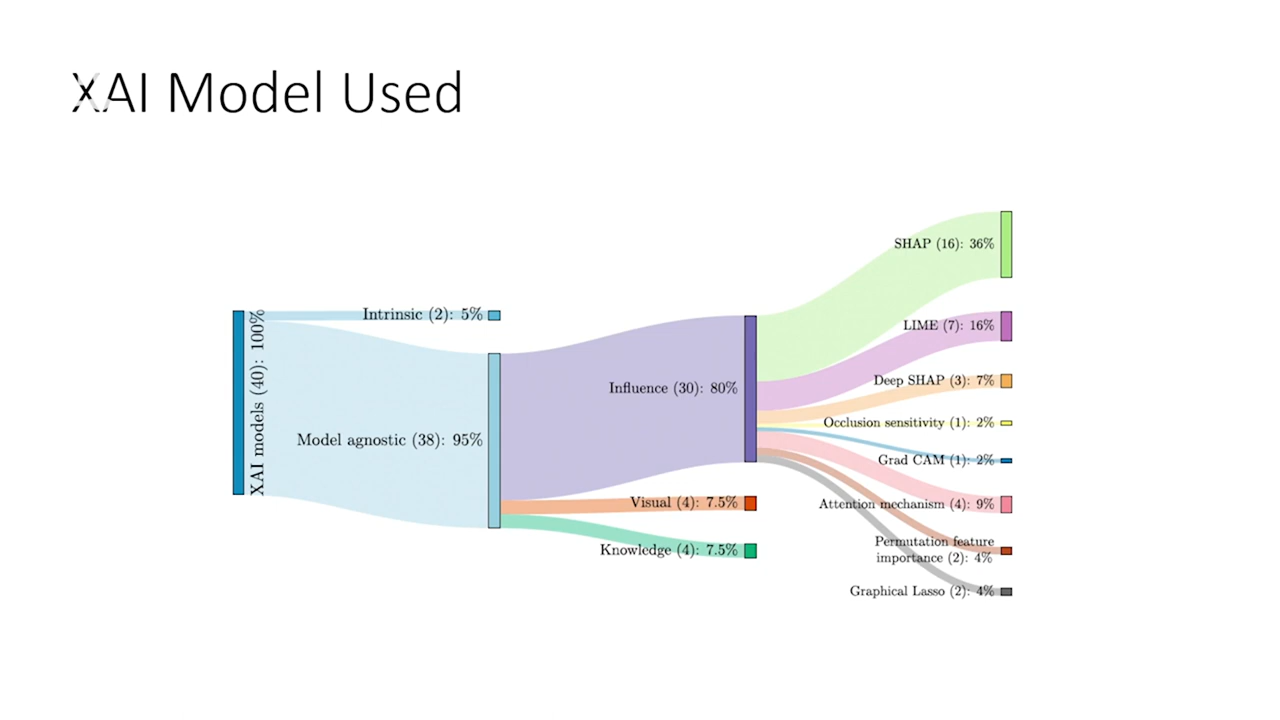 XAI Model Used
XAI models (40): 100%
Intrinsic (2): 5%
Model agnostic (38): 95%
Influence (30): 80%
Visual (4): 7.5%
Knowledge (4): 7.5%
SHAP (16): 36%
LIME (7): 16%
Deep SHAP (3): 7%
Occlusion sensitivity (1): 2%
Grad CAM (1): 2%
Attention mechanism (4): 9%
Permutation feature
importance (2): 4%
Graphical Lasso (2): 4%